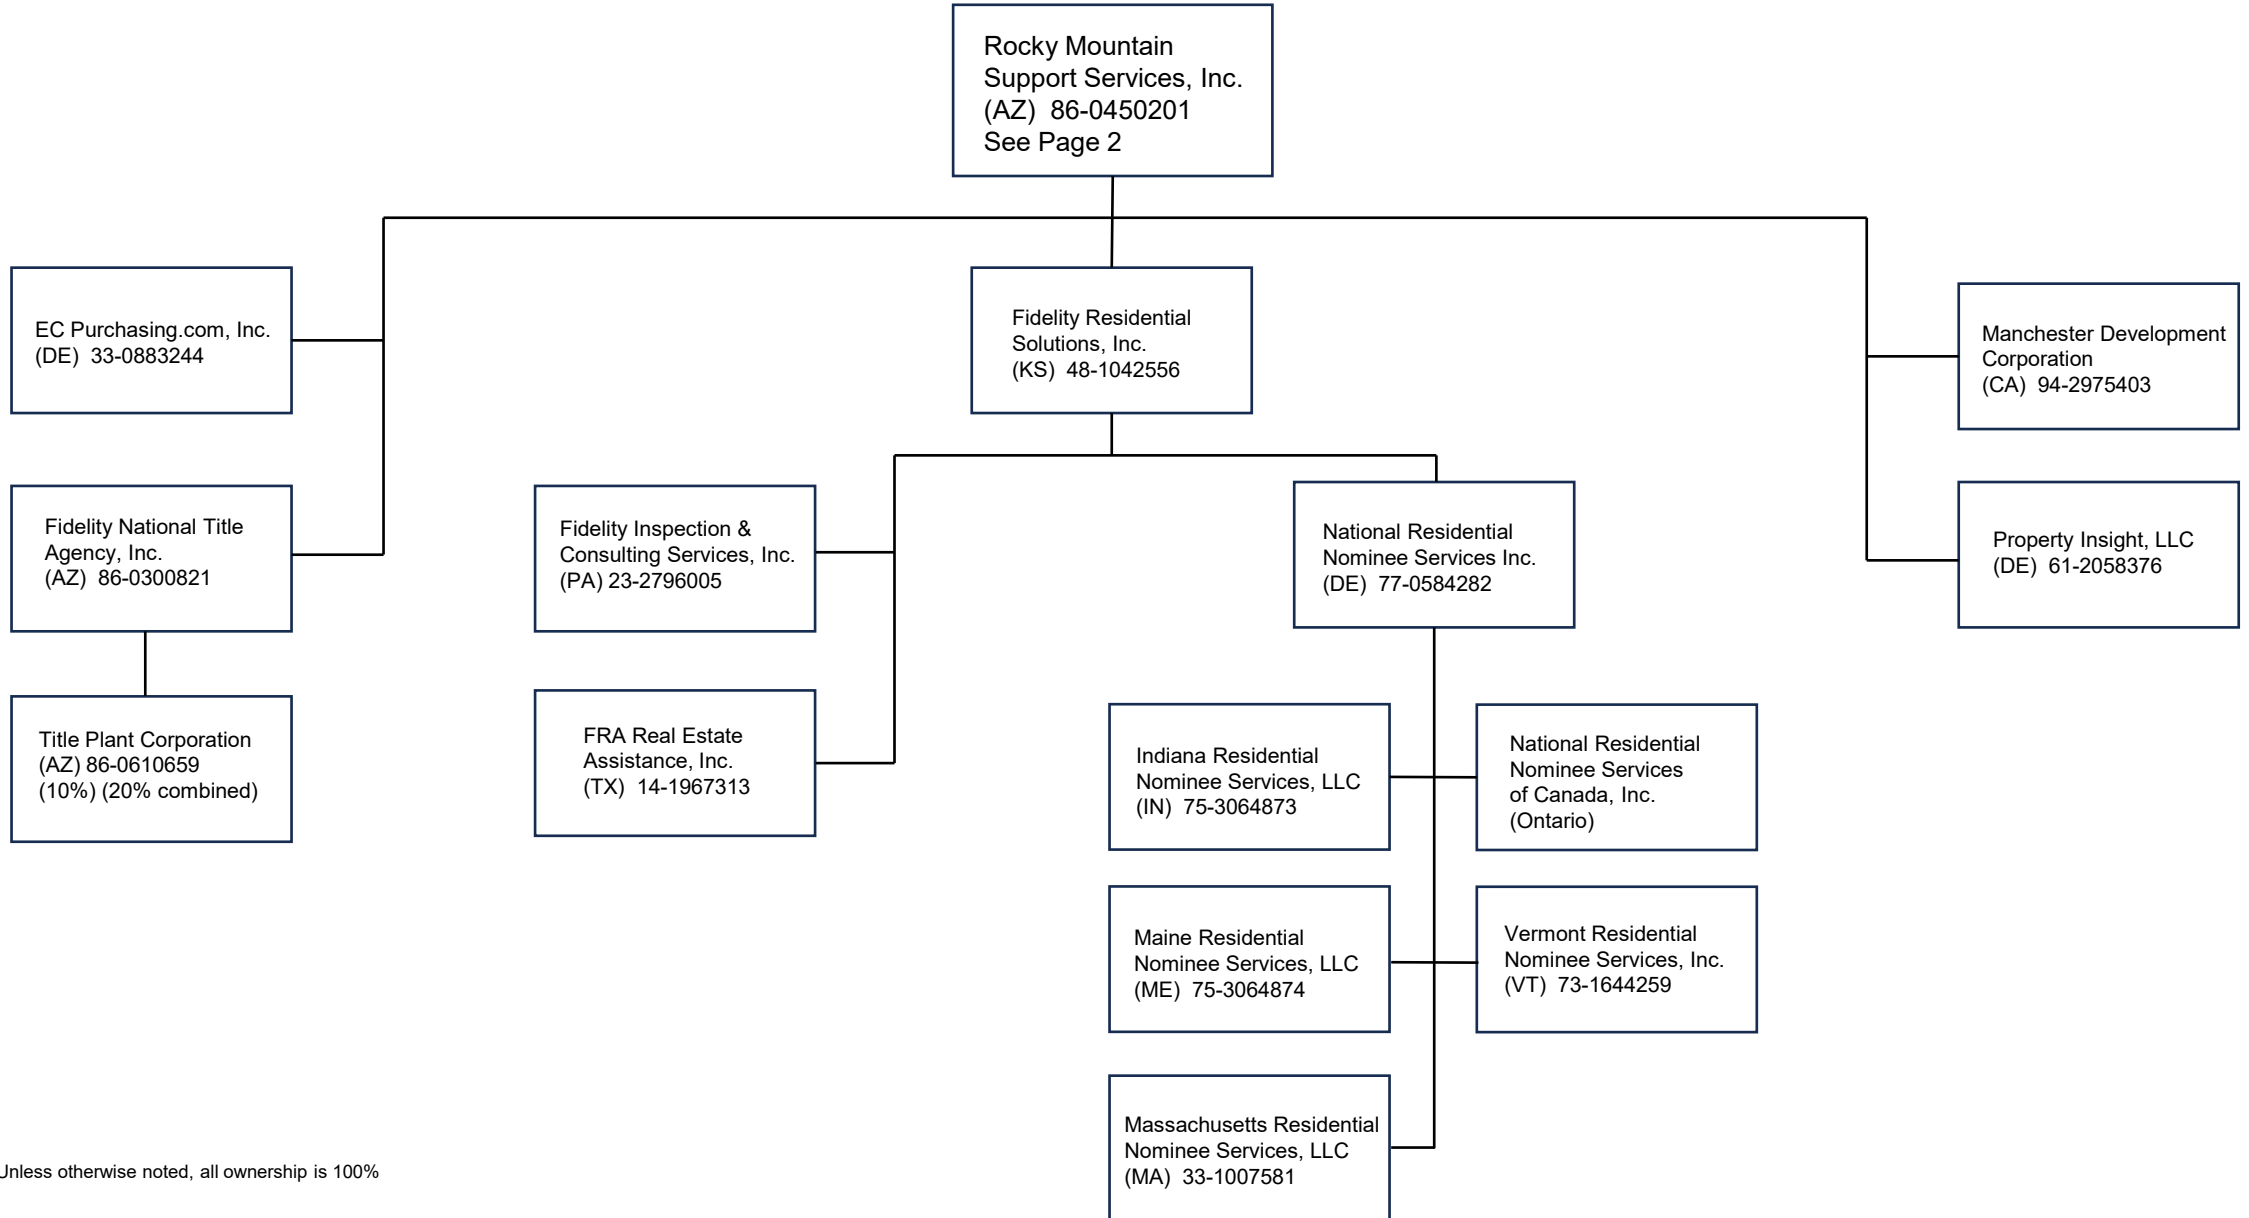 Rocky Mountain
Support Services, Inc.
(AZ)  86-0450201
See Page 2
EC Purchasing.com, Inc.
(DE)  33-0883244
Fidelity Residential
Solutions, Inc.
(KS)  48-1042556
Manchester Development
Corporation
(CA)  94-2975403
Fidelity National Title
Agency, Inc.
(AZ)  86-0300821
Fidelity Inspection &
Consulting Services, Inc.
(PA) 23-2796005
National Residential
Nominee Services Inc.
(DE)  77-0584282
Property Insight, LLC
(DE)  61-2058376
Title Plant Corporation
(AZ) 86-0610659
(10%) (20% combined)
FRA Real Estate
Assistance, Inc.
(TX)  14-1967313
Indiana Residential
Nominee Services, LLC
(IN)  75-3064873
National Residential
Nominee Services
of Canada, Inc.
(Ontario)
Maine Residential
Nominee Services, LLC
(ME)  75-3064874
Vermont Residential
Nominee Services, Inc.
(VT)  73-1644259
Massachusetts Residential
Nominee Services, LLC
(MA)  33-1007581
Unless otherwise noted, all ownership is 100%